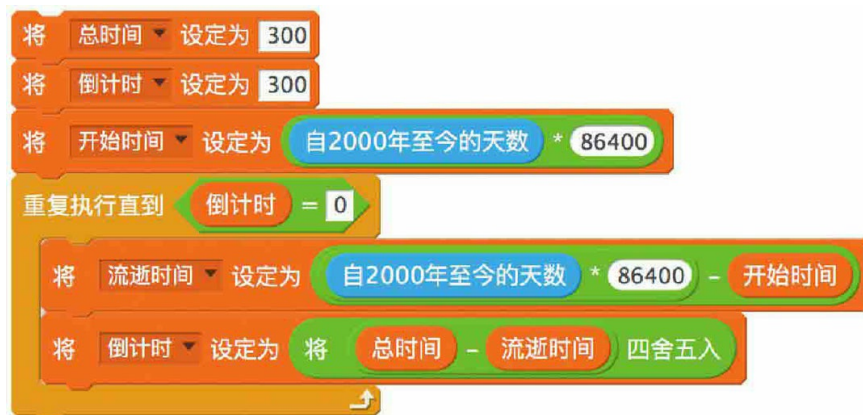 将 总时间 设定为 300
将 倒计时 设定为 300
将 开始时间 设定为 自2000年至今的天数 * 86400
重复执行直到 倒计时 = 0
将 流逝时间 设定为 自2000年至今的天数 * 86400 - 开始时间
将 倒计时 设定为 将 总时间 - 流逝时间 四舍五入